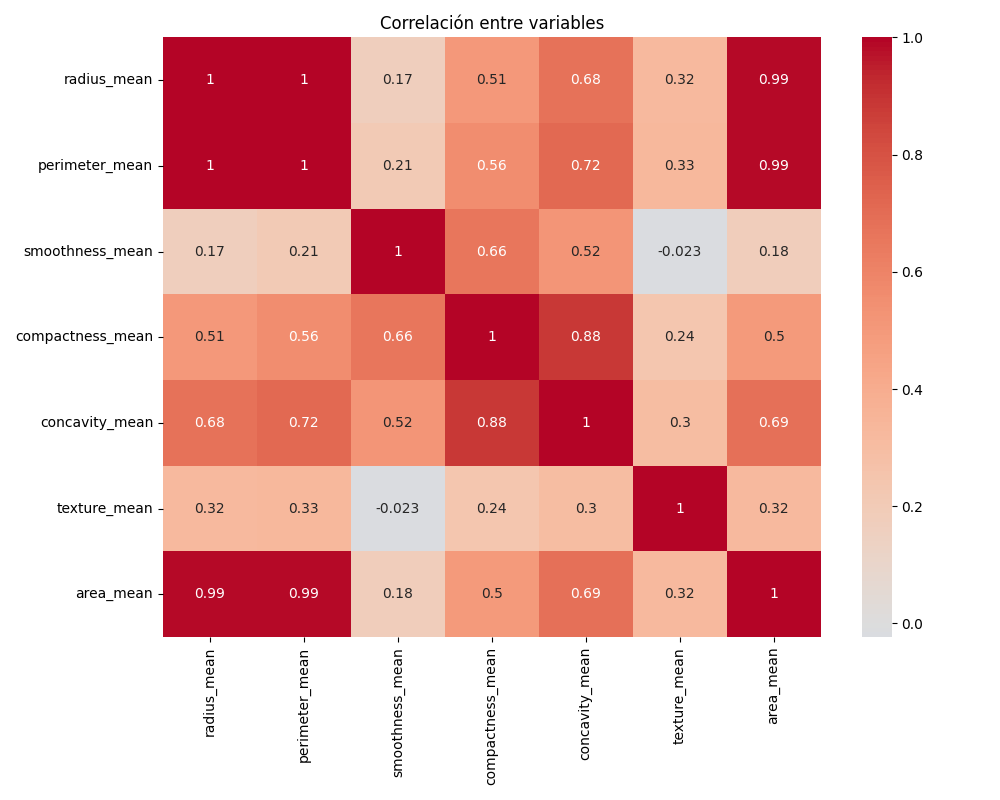 Correlación entre variables
radius_mean 1 1 0.17 0.51 0.68 0.32 0.99
perimeter_mean 1 1 0.21 0.56 0.72 0.33 0.99
smoothness_mean 0.17 0.21 1 0.66 0.52 -0.023 0.18
compactness_mean 0.51 0.56 0.66 1 0.88 0.24 0.5
concavity_mean 0.68 0.72 0.52 0.88 1 0.3 0.69
texture_mean 0.32 0.33 -0.023 0.24 0.3 1 0.32
area_mean 0.99 0.99 0.18 0.5 0.69 0.32 1
radius_mean
perimeter_mean
smoothness_mean
compactness_mean
concavity_mean
texture_mean
area_mean
1.0
0.8
0.6
0.4
0.2
0.0